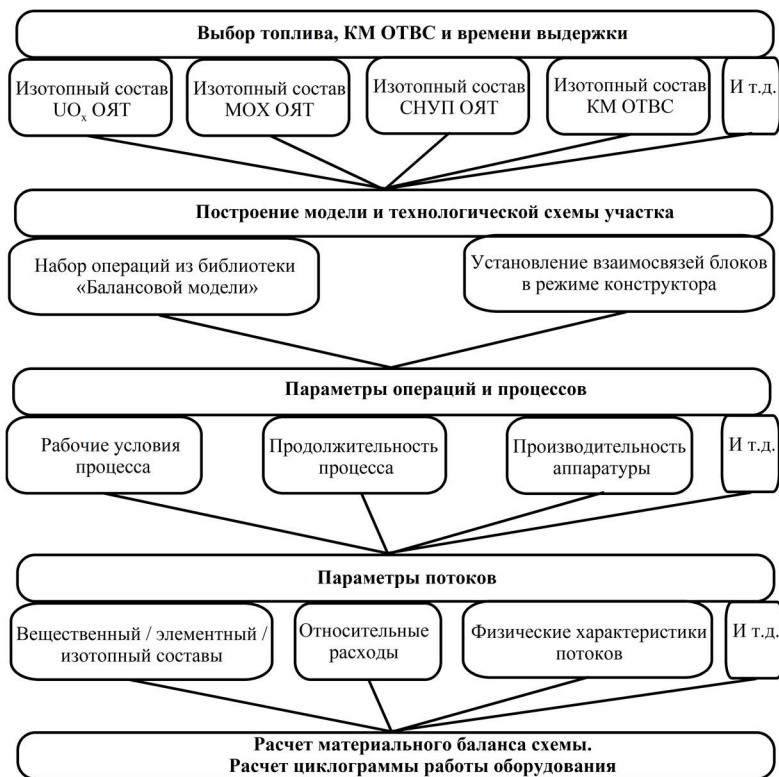 Выбор топлива, КМ ОТВС и времени выдержки
Изотопный состав
UOₓ ОЯТ
Изотопный состав
МОХ ОЯТ
Изотопный состав
СНУП ОЯТ
Изотопный состав
КМ ОТВС
И т.д.
Построение модели и технологической схемы участка
Набор операций из библиотеки
«Балансовой модели»
Установление взаимосвязей блоков
в режиме конструктора
Параметры операций и процессов
Рабочие условия
процесса
Продолжительность
процесса
Производительность
аппаратуры
И т.д.
Параметры потоков
Вещественный / элементный /
изотопный составы
Относительные
расходы
Физические характеристики
потоков
И т.д.
Расчет материального баланса схемы.
Расчет циклограммы работы оборудования